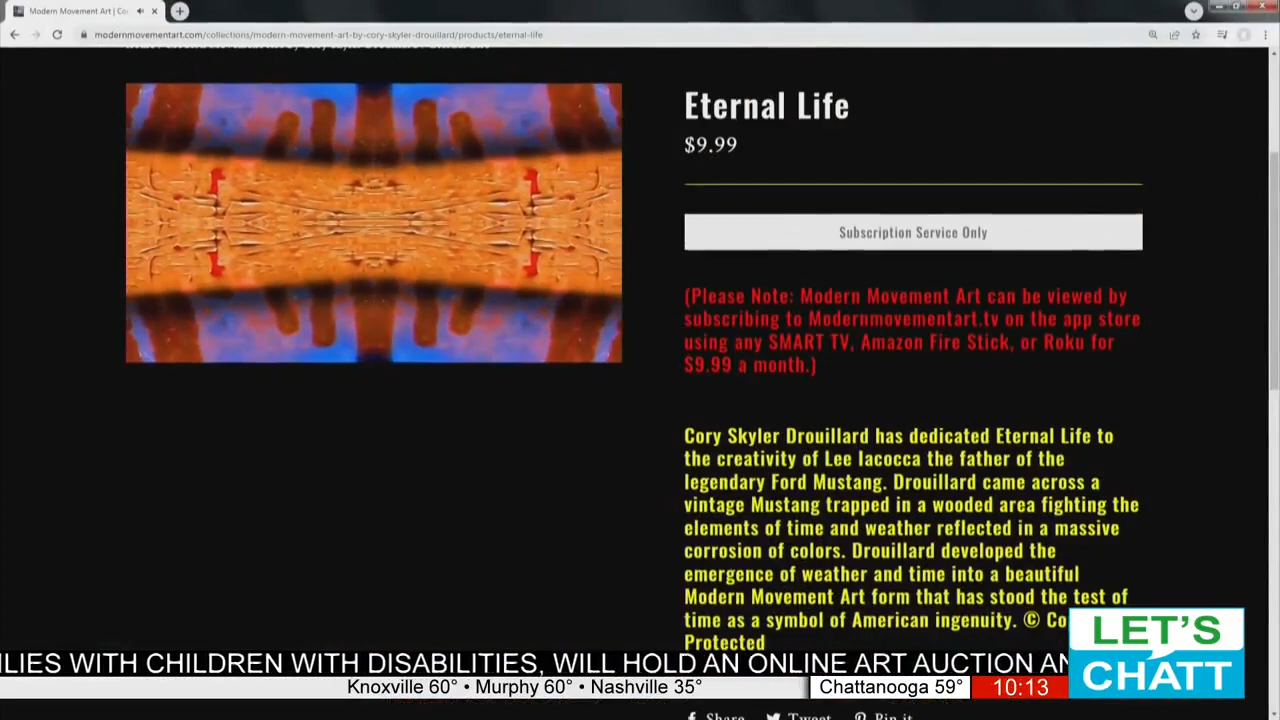 Modern Movement Art | Co
modernmovementart.com/collections/modern-movement-art-by-cory-skyler-drouillard/products/eternal-life
Eternal Life
$9.99
Subscription Service Only
(Please Note: Modern Movement Art can be viewed by
subscribing to Modernmovementart.tv on the app store
using any SMART TV, Amazon Fire Stick, or Roku for
$9.99 a month.)
Cory Skyler Drouillard has dedicated Eternal Life to
the creativity of Lee Iacocca the father of the
legendary Ford Mustang. Drouillard came across a
vintage Mustang trapped in a wooded area fighting the
elements of time and weather reflected in a massive
corrosion of colors. Drouillard developed the
emergence of weather and time into a beautiful
Modern Movement Art form that has stood the test of
time as a symbol of American ingenuity. © Co
Protected
LET'S
CHATT
LIES WITH CHILDREN WITH DISABILITIES, WILL HOLD AN ONLINE ART AUCTION AN
Knoxville 60° • Murphy 60° • Nashville 35°
Chattanooga 59°
10:13
Share
Tweet
Pin it